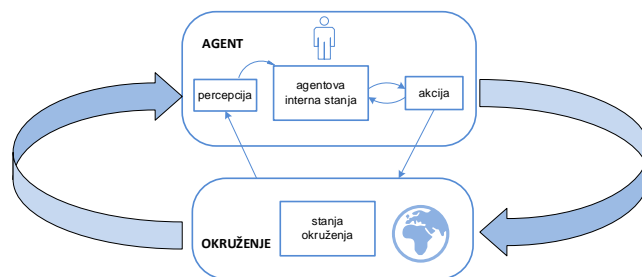 AGENT
percepcija
agentova
interna stanja
akcija
OKRUŽENJE
stanja
okruženja